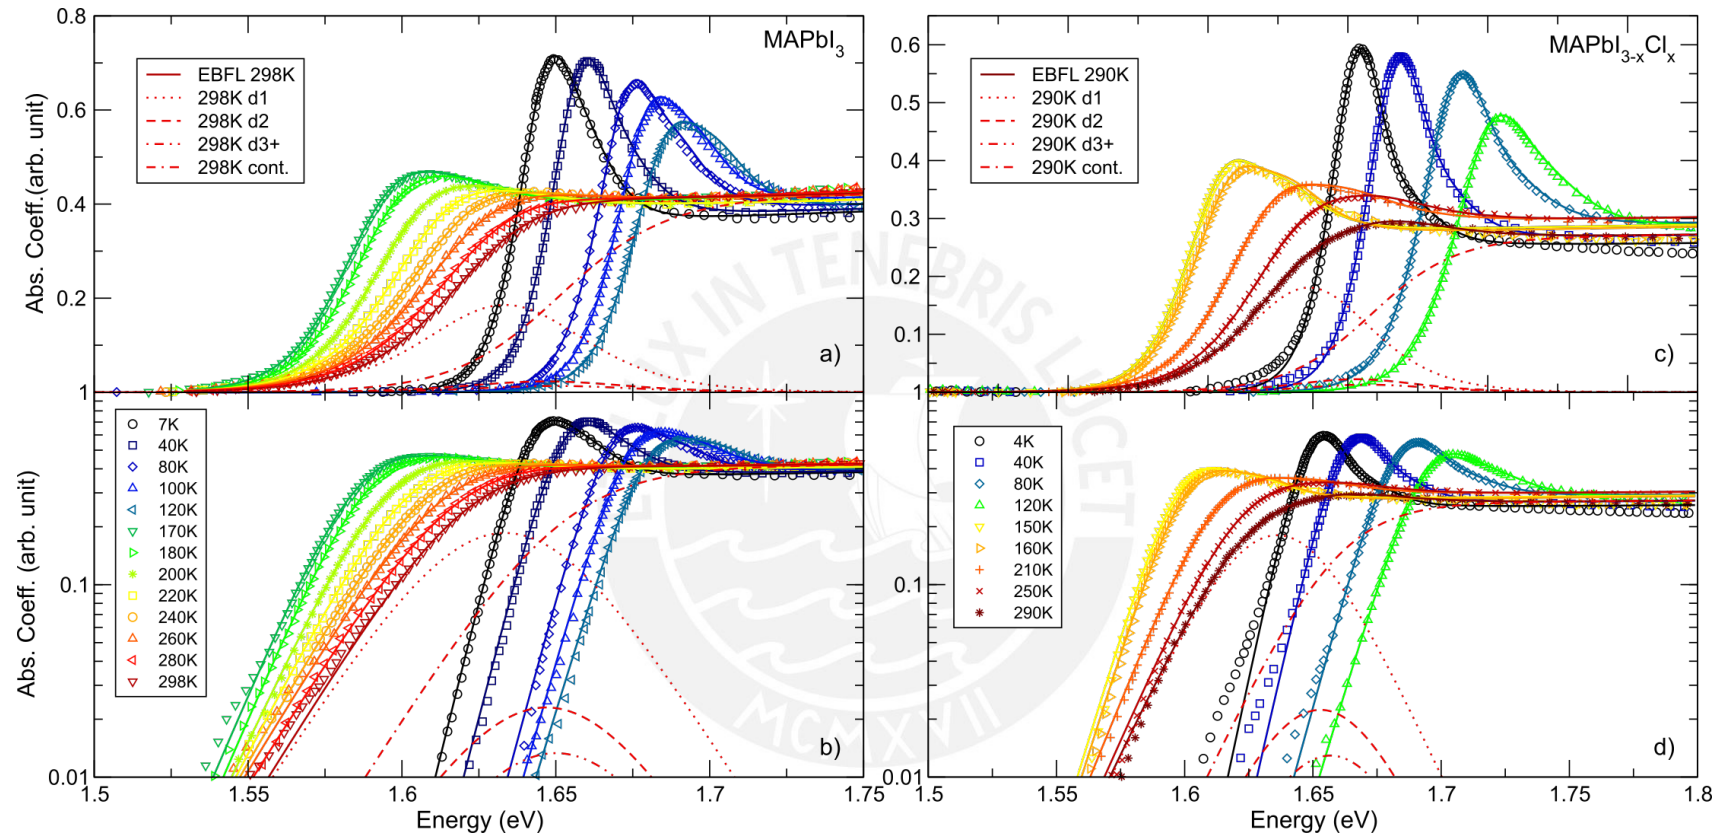 MAPbI3
EBFL 298K
298K d1
298K d2
298K d3+
298K cont.
0.8
0.6
0.4
0.2
1
Abs. Coeff.(arb. unit)
a)
7K
40K
80K
100K
120K
170K
180K
200K
220K
240K
260K
280K
298K
0.1
0.01
Abs. Coeff. (arb. unit)
b)
1.5
1.55
1.6
1.65
1.7
1.75
Energy (eV)
MAPbI3-xClx
EBFL 290K
290K d1
290K d2
290K d3+
290K cont.
0.6
0.5
0.4
0.3
0.2
0.1
1
c)
4K
40K
80K
120K
150K
160K
210K
250K
290K
0.1
0.01
d)
1.5
1.55
1.6
1.65
1.7
1.75
1.8
Energy (eV)
LUX IN TENEBRIS LUCET
MCMXVII